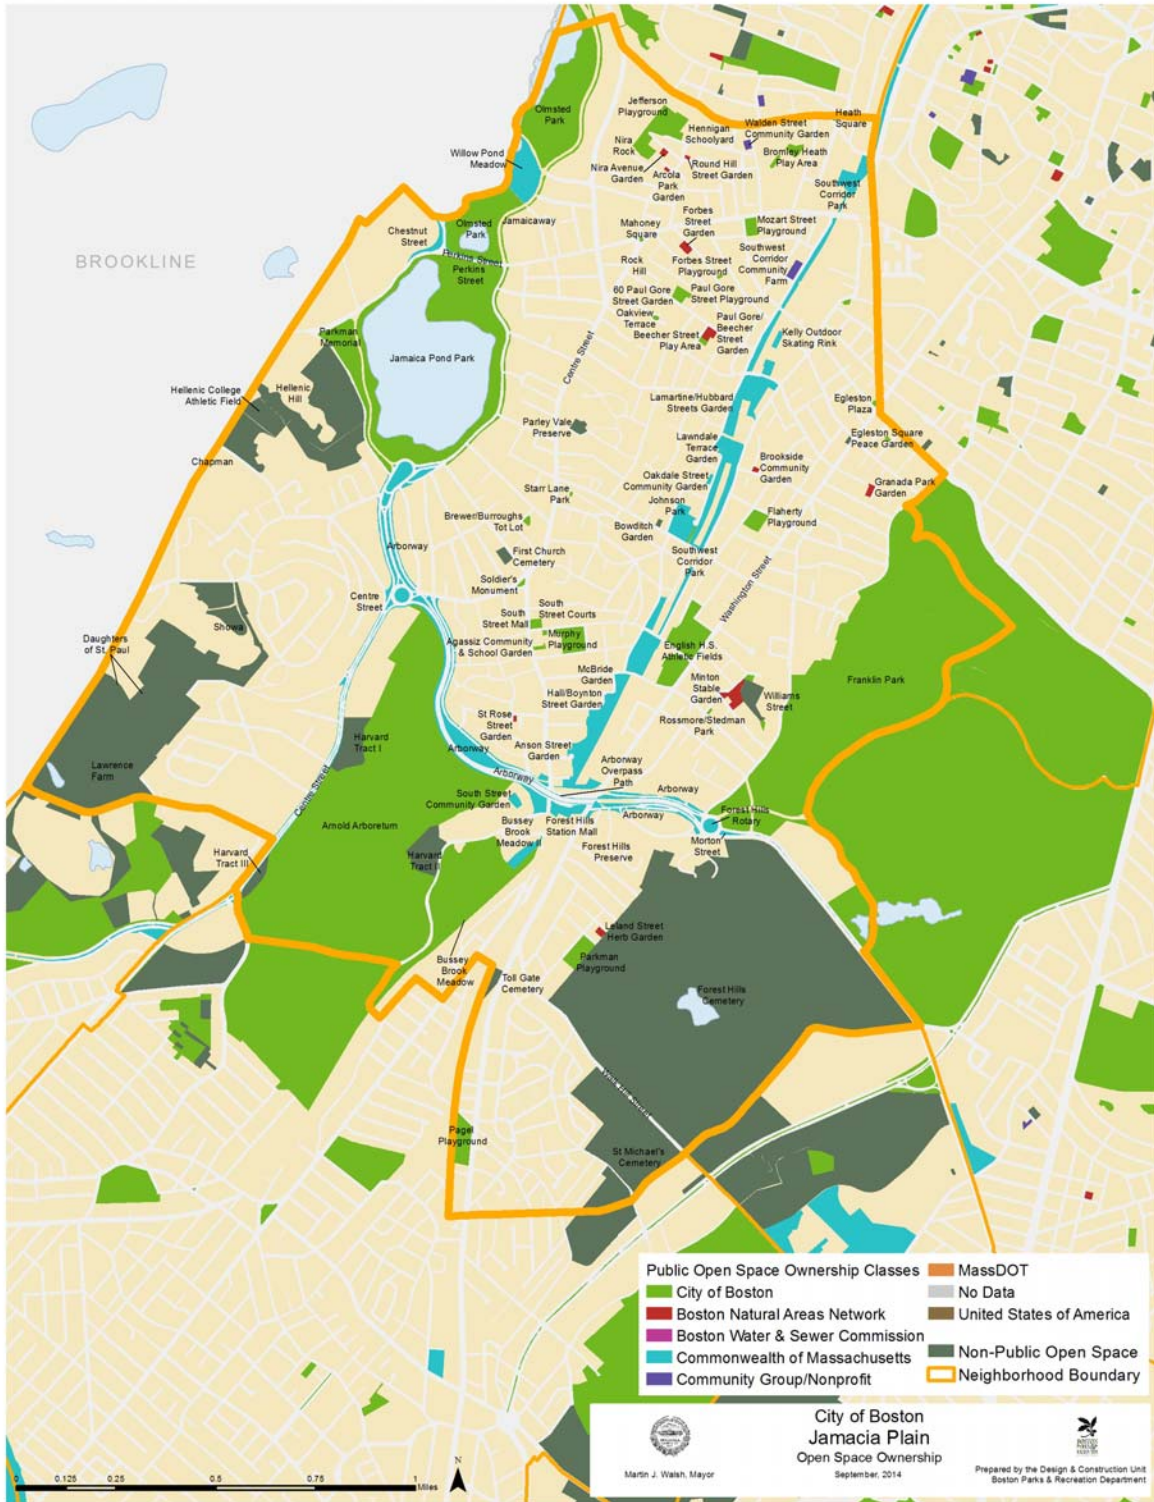 Olmsted
Park
Jefferson
Playground
Hennigan
Schoolyard
Walden Street
Community Garden
Heath
Square
Willow Pond
Meadow
Nira
Rock
Bromley Heath
Play Area
Nira Avenue
Garden
Round Hill
Street Garden
Arcola
Park
Garden
Southwest
Corridor
Park
BROOKLINE
Chestnut
Street
Olmsted
Park
Jamaicaway
Mahoney
Square
Forbes
Street
Garden
Mozart Street
Playground
Perkins Street
Perkins
Street
Rock
Hill
Forbes Street
Playground
Southwest
Corridor
Community
Farm
60 Paul Gore
Street Garden
Paul Gore
Street Playground
Oakview
Terrace
Paul Gore/
Beecher
Street
Garden
Beecher Street
Play Area
Kelly Outdoor
Skating Rink
Parkman
Memorial
Jamaica Pond Park
Centre Street
Hellenic College
Athletic Field
Hellenic
Hill
Lamartine/Hubbard
Streets Garden
Egleston
Plaza
Parley Vale
Preserve
Lawndale
Terrace
Garden
Egleston Square
Peace Garden
Chapman
Brookside
Community
Garden
Oakdale Street
Community Garden
Granada Park
Garden
Starr Lane
Park
Johnson
Park
Brewer/Burroughs
Tot Lot
Bowditch
Garden
Flaherty
Playground
Arborway
First Church
Cemetery
Southwest
Corridor
Park
Soldier's
Monument
Washington Street
Centre
Street
South
Street Courts
South
Street Mall
Showa
Daughters
of St. Paul
Agassiz Community
& School Garden
Murphy
Playground
English H.S.
Athletic Fields
McBride
Garden
Minton
Stable
Garden
Franklin Park
Hall/Boynton
Street Garden
Williams
Street
St Rose
Street
Garden
Rossmore/Stedman
Park
Harvard
Tract I
Arborway
Anson Street
Garden
Arborway
Overpass
Path
Lawrence
Farm
Arborway
Arborway
Centre Street
South Street
Community Garden
Arborway
Forest Hills
Rotary
Arnold Arboretum
Bussey
Brook
Meadow II
Forest Hills
Station Mall
Forest Hills
Preserve
Morton
Street
Harvard
Tract III
Harvard
Tract II
Leland Street
Herb Garden
Bussey
Brook
Meadow
Parkman
Playground
Toll Gate
Cemetery
Forest Hills
Cemetery
Walk Hill Street
Pagel
Playground
St Michael's
Cemetery
Public Open Space Ownership Classes
City of Boston
Boston Natural Areas Network
Boston Water & Sewer Commission
Commonwealth of Massachusetts
Community Group/Nonprofit
MassDOT
No Data
United States of America
Non-Public Open Space
Neighborhood Boundary
City of Boston
Jamacia Plain
Open Space Ownership
September, 2014
Martin J. Walsh, Mayor
Prepared by the Design & Construction Unit
Boston Parks & Recreation Department
0 0.125 0.25 0.5 0.75 1
Miles
N